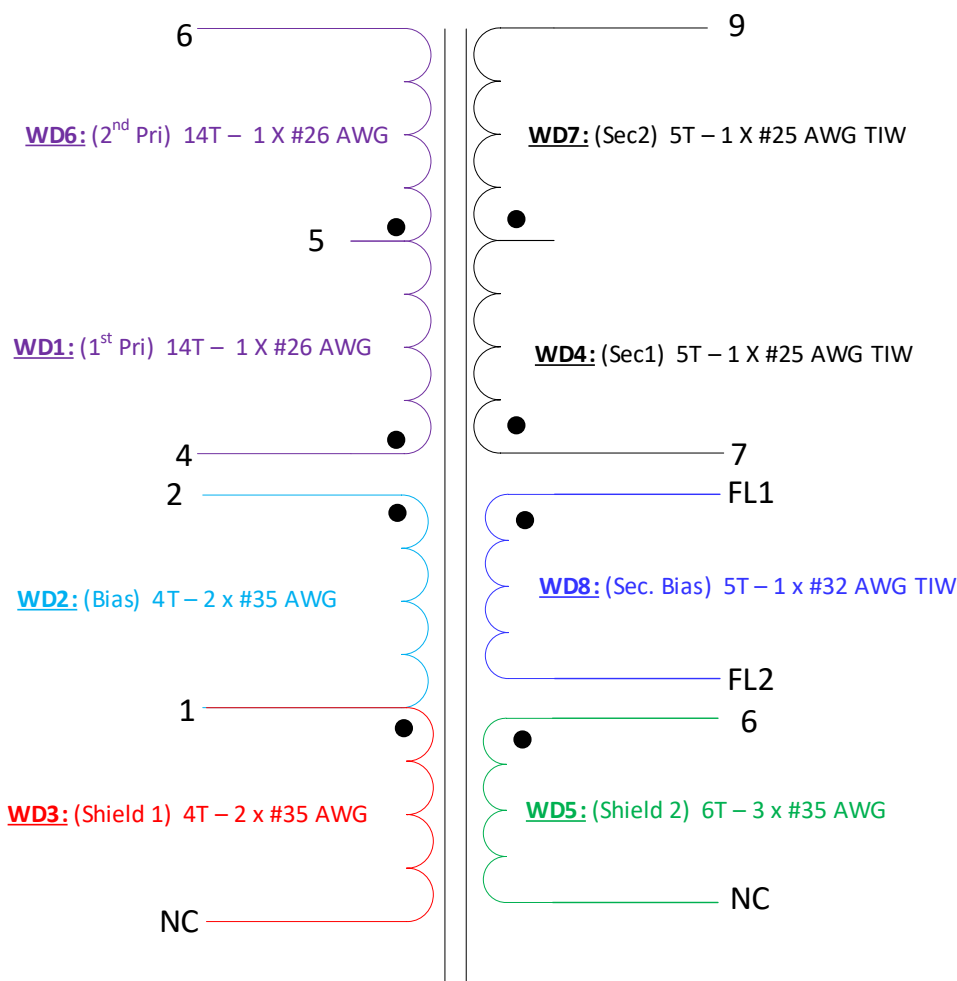 6
9
WD6: (2nd Pri) 14T – 1 X #26 AWG
WD7: (Sec2) 5T – 1 X #25 AWG TIW
5
WD1: (1st Pri) 14T – 1 X #26 AWG
WD4: (Sec1) 5T – 1 X #25 AWG TIW
4
7
2
FL1
WD2: (Bias) 4T – 2 x #35 AWG
WD8: (Sec. Bias) 5T – 1 x #32 AWG TIW
FL2
1
6
WD3: (Shield 1) 4T – 2 x #35 AWG
WD5: (Shield 2) 6T – 3 x #35 AWG
NC
NC